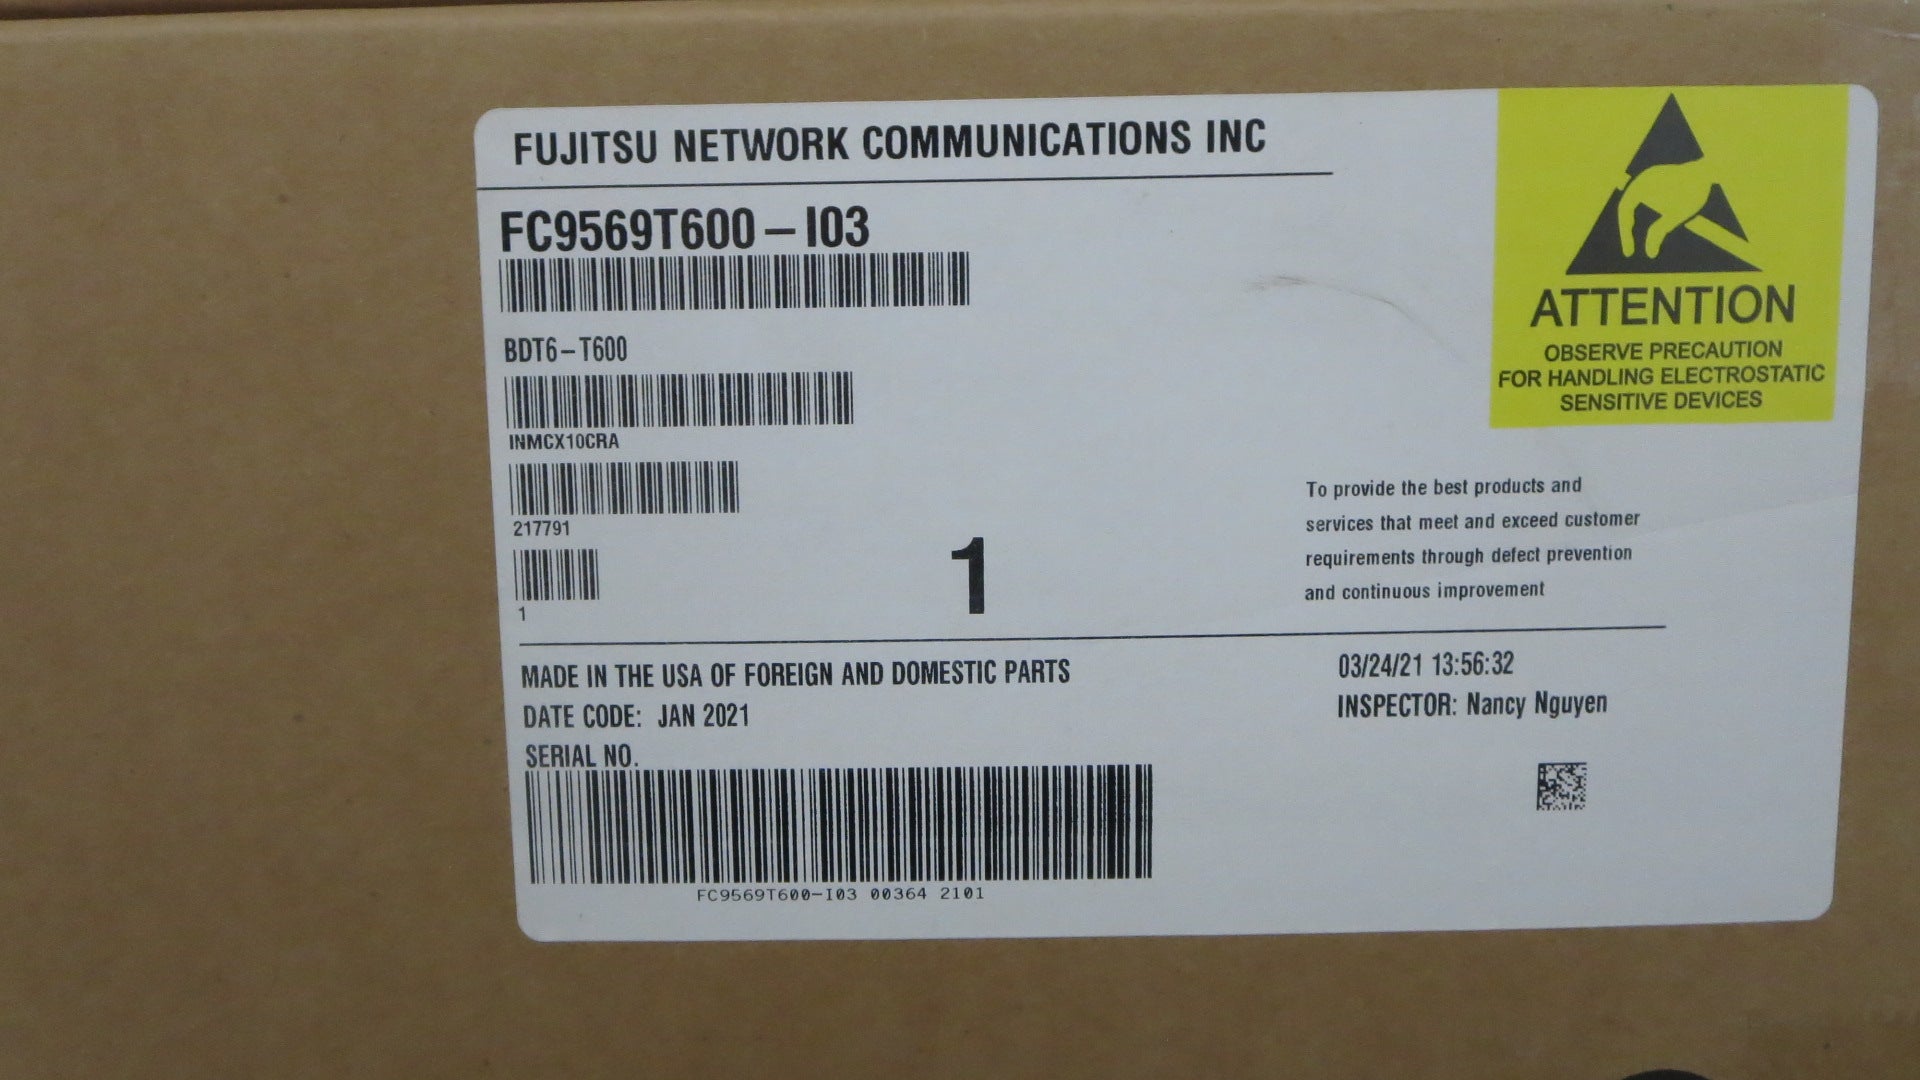 FUJITSU NETWORK COMMUNICATIONS INC
FC9569T600-I03
BDT6-T600
INMCX10CRA
217791
1
1
ATTENTION
OBSERVE PRECAUTION
FOR HANDLING ELECTROSTATIC
SENSITIVE DEVICES
To provide the best products and
services that meet and exceed customer
requirements through defect prevention
and continuous improvement
MADE IN THE USA OF FOREIGN AND DOMESTIC PARTS
DATE CODE: JAN 2021
SERIAL NO.
FC9569T600-I03 00364 2101
03/24/21 13:56:32
INSPECTOR: Nancy Nguyen